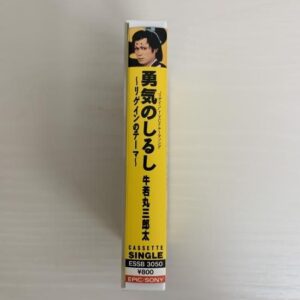 勇気のしるし
〜リゲインのテーマ〜
牛若丸三郎太
CASSETTE
SINGLE
ESSB 3050
¥800
EPIC/SONY